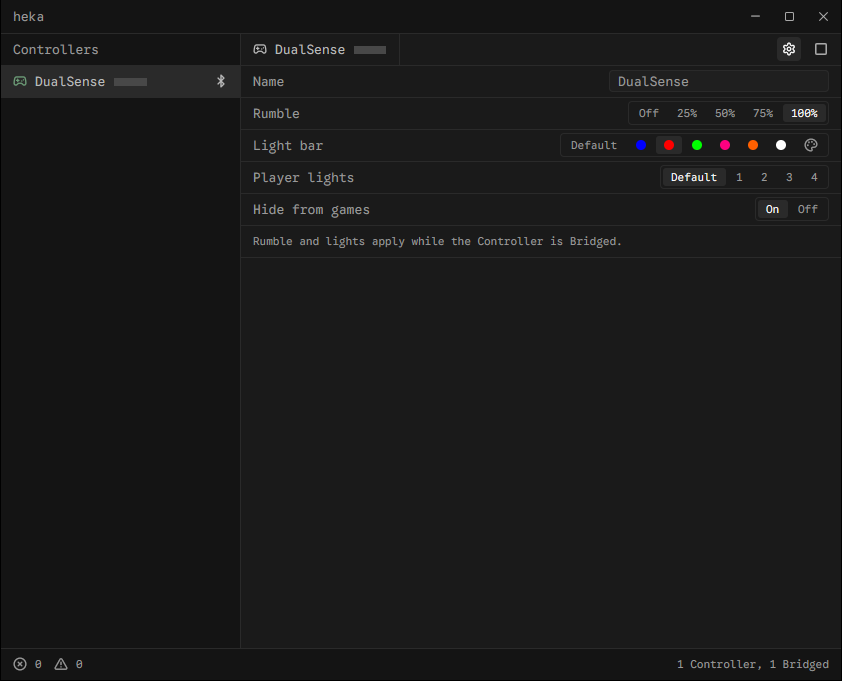 heka
Controllers
DualSense
DualSense
Name DualSense
Rumble Off 25% 50% 75% 100%
Light bar Default
Player lights Default 1 2 3 4
Hide from games On Off
Rumble and lights apply while the Controller is Bridged.
0 0 1 Controller, 1 Bridged